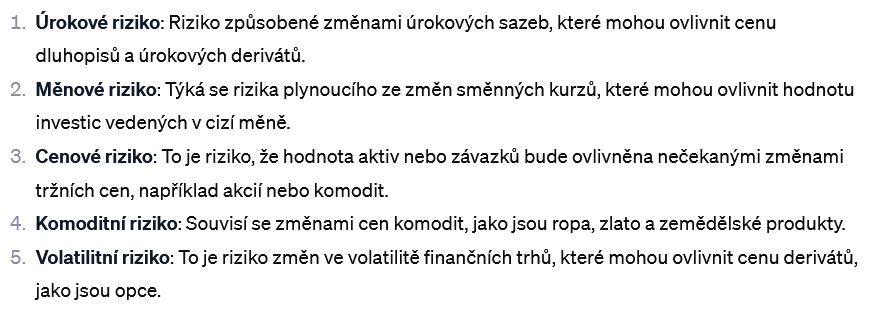 1. Úrokové riziko: Riziko způsobené změnami úrokových sazeb, které mohou ovlivnit cenu
dluhopisů a úrokových derivátů.
2. Měnové riziko: Týká se rizika plynoucího ze změn směnných kurzů, které mohou ovlivnit hodnotu
investic vedených v cizí měně.
3. Cenové riziko: To je riziko, že hodnota aktiv nebo závazků bude ovlivněna nečekanými změnami
tržních cen, například akcií nebo komodit.
4. Komoditní riziko: Souvisí se změnami cen komodit, jako jsou ropa, zlato a zemědělské produkty.
5. Volatilitní riziko: To je riziko změn ve volatilitě finančních trhů, které mohou ovlivnit cenu derivátů,
jako jsou opce.